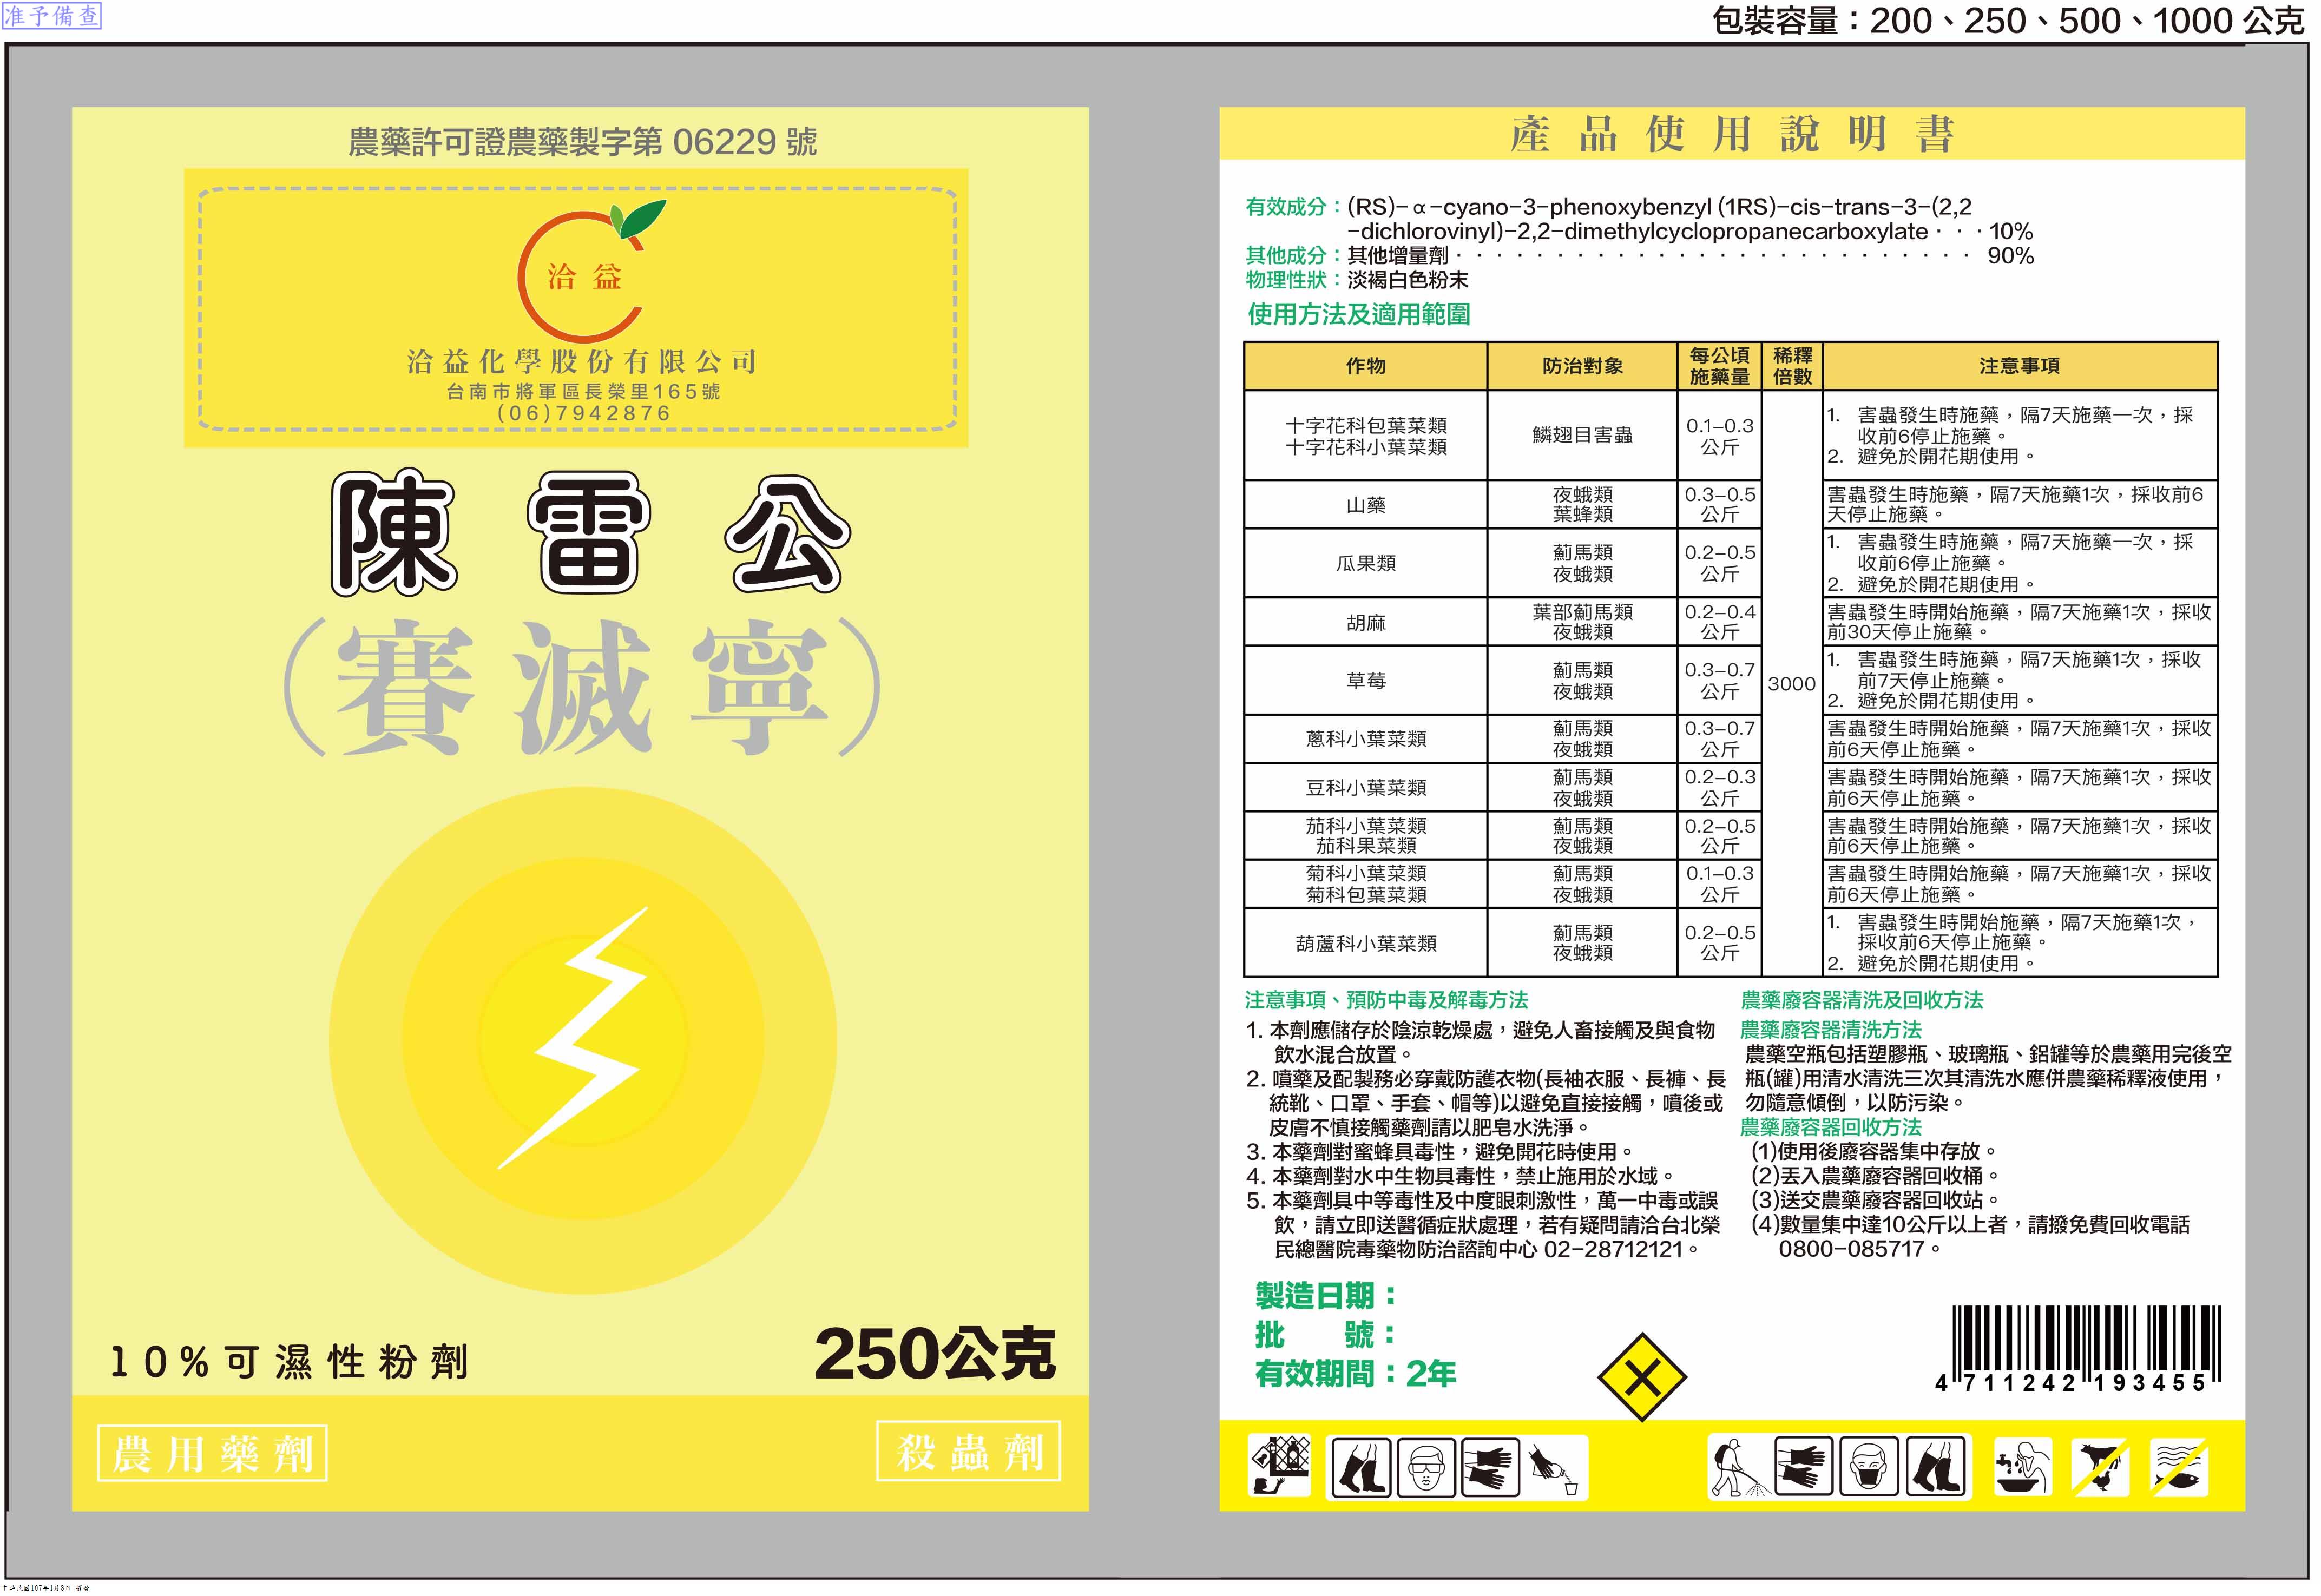 准予備查
包裝容量：200、250、500、1000 公克
農藥許可證農藥製字第 06229 號
洽益
洽益化學股份有限公司
台南市將軍區長榮里165號
(06)7942876
陳雷公
(賽滅寧)
10%可濕性粉劑
250公克
農用藥劑
殺蟲劑
產品使用說明書
有效成分：(RS)-α-cyano-3-phenoxybenzyl (1RS)-cis-trans-3-(2,2
-dichlorovinyl)-2,2-dimethylcyclopropanecarboxylate···10%
其他成分：其他增量劑·························· 90%
物理性狀：淡褐白色粉末
使用方法及適用範圍
作物 防治對象 每公頃施藥量 稀釋倍數 注意事項
十字花科包葉菜類
十字花科小葉菜類
鱗翅目害蟲
0.1-0.3
公斤
1. 害蟲發生時施藥，隔7天施藥一次，採
收前6停止施藥。
2. 避免於開花期使用。
山藥
夜蛾類
葉蜂類
0.3-0.5
公斤
害蟲發生時施藥，隔7天施藥1次，採收前6
天停止施藥。
瓜果類
薊馬類
夜蛾類
0.2-0.5
公斤
1. 害蟲發生時施藥，隔7天施藥一次，採
收前6停止施藥。
2. 避免於開花期使用。
胡麻
葉部薊馬類
夜蛾類
0.2-0.4
公斤
害蟲發生時開始施藥，隔7天施藥1次，採收
前30天停止施藥。
草莓
薊馬類
夜蛾類
0.3-0.7
公斤
3000
1. 害蟲發生時施藥，隔7天施藥1次，採收
前7天停止施藥。
2. 避免於開花期使用。
蔥科小葉菜類
薊馬類
夜蛾類
0.3-0.7
公斤
害蟲發生時開始施藥，隔7天施藥1次，採收
前6天停止施藥。
豆科小葉菜類
薊馬類
夜蛾類
0.2-0.3
公斤
害蟲發生時開始施藥，隔7天施藥1次，採收
前6天停止施藥。
茄科小葉菜類
茄科果菜類
薊馬類
夜蛾類
0.2-0.5
公斤
害蟲發生時開始施藥，隔7天施藥1次，採收
前6天停止施藥。
菊科小葉菜類
菊科包葉菜類
薊馬類
夜蛾類
0.1-0.3
公斤
害蟲發生時開始施藥，隔7天施藥1次，採收
前6天停止施藥。
葫蘆科小葉菜類
薊馬類
夜蛾類
0.2-0.5
公斤
1. 害蟲發生時開始施藥，隔7天施藥1次，
採收前6天停止施藥。
2. 避免於開花期使用。
注意事項、預防中毒及解毒方法
1. 本劑應儲存於陰涼乾燥處，避免人畜接觸及與食物
飲水混合放置。
2. 噴藥及配製務必穿戴防護衣物(長袖衣服、長褲、長
統靴、口罩、手套、帽等)以避免直接接觸，噴後或
皮膚不慎接觸藥劑請以肥皂水洗淨。
3. 本藥劑對蜜蜂具毒性，避免開花時使用。
4. 本藥劑對水中生物具毒性，禁止施用於水域。
5. 本藥劑具中等毒性及中度眼刺激性，萬一中毒或誤
飲，請立即送醫循症狀處理，若有疑問請洽台北榮
民總醫院毒藥物防治諮詢中心 02-28712121。
農藥廢容器清洗及回收方法
農藥廢容器清洗方法
農藥空瓶包括塑膠瓶、玻璃瓶、鋁罐等於農藥用完後空
瓶(罐)用清水清洗三次其清洗水應併農藥稀釋液使用，
勿隨意傾倒，以防污染。
農藥廢容器回收方法
(1)使用後廢容器集中存放。
(2)丟入農藥廢容器回收桶。
(3)送交農藥廢容器回收站。
(4)數量集中達10公斤以上者，請撥免費回收電話
0800-085717。
製造日期：
批 號：
有效期間：2年
4 711242 193455
中華民國107年1月3日 簽發